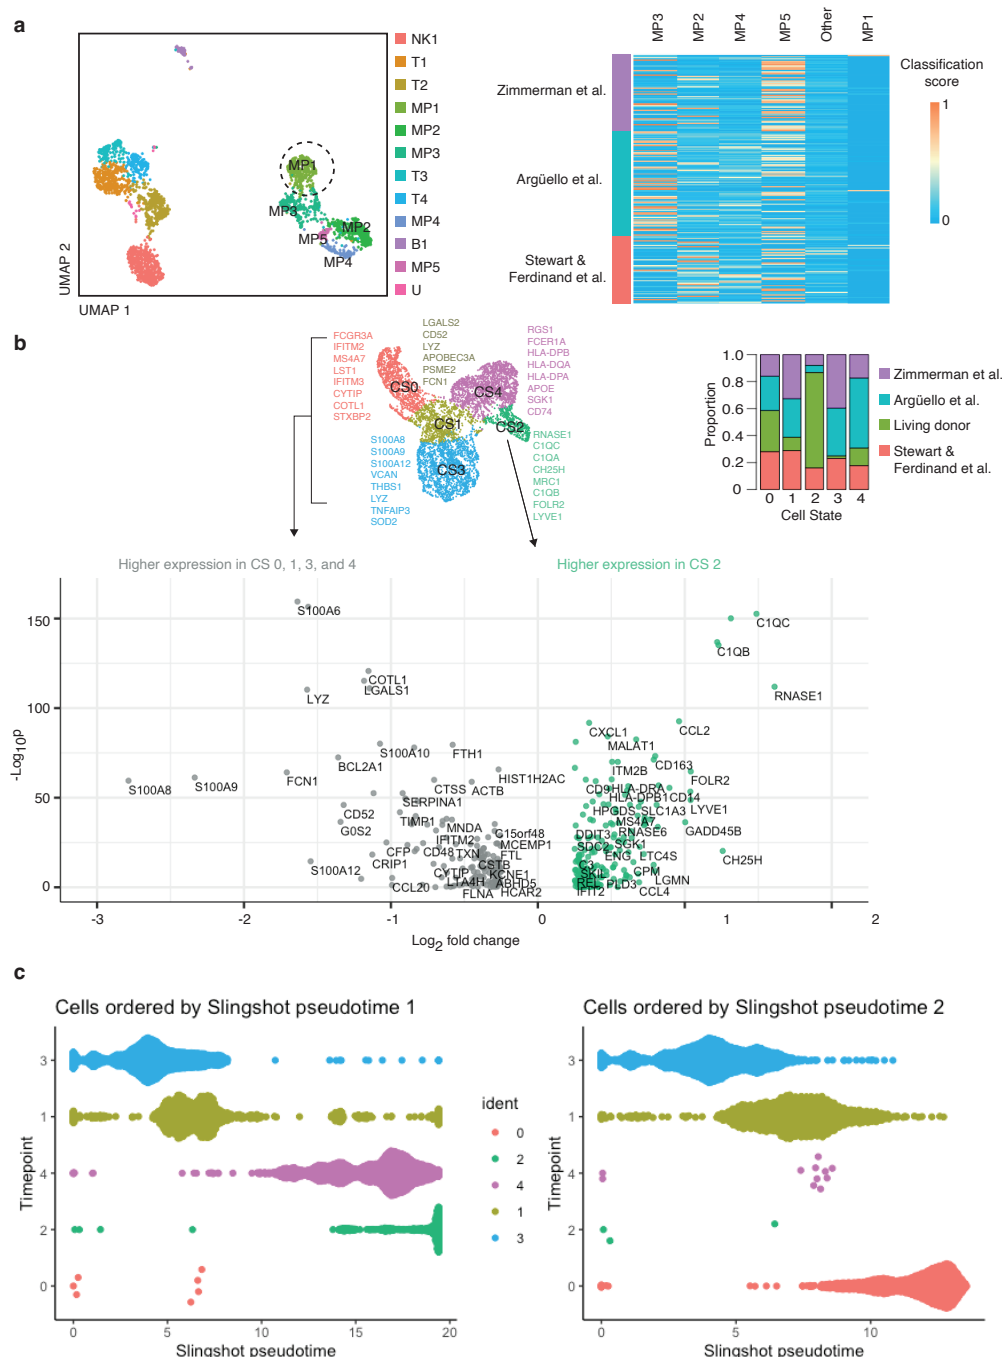 a
NK1
T1
T2
MP1
MP2
MP3
T3
T4
MP4
B1
MP5
U
MP1
MP3
MP2
MP5
MP4
UMAP 2
UMAP 1
MP3
MP2
MP4
MP5
Other
MP1
Zimmerman et al.
Argüello et al.
Stewart &
Ferdinand et al.
Classification
score
1
0
b
FCGR3A
IFITM2
MS4A7
LST1
IFITM3
CYTIP
COTL1
STXBP2
LGALS2
CD52
LYZ
APOBEC3A
PSME2
FCN1
RGS1
FCER1A
HLA-DPB
HLA-DQA
HLA-DPA
APOE
SGK1
CD74
CS0
CS4
CS1
CS2
CS3
S100A8
S100A9
S100A12
VCAN
THBS1
LYZ
TNFAIP3
SOD2
RNASE1
C1QC
C1QA
CH25H
MRC1
C1QB
FOLR2
LYVE1
Proportion
1.0
0.8
0.6
0.4
0.2
0
0 1 2 3 4
Cell State
Zimmerman et al.
Argüello et al.
Living donor
Stewart &
Ferdinand et al.
Higher expression in CS 0, 1, 3, and 4
Higher expression in CS 2
-Log10p
150
100
50
0
S100A6
C1QC
C1QB
COTL1
LGALS1
LYZ
RNASE1
CXCL1
CCL2
MALAT1
S100A10
FTH1
BCL2A1
CD163
ITM2B
HIST1H2AC
FCN1
FOLR2
S100A8
S100A9
CTSS
ACTB
CD9
HLA-DRA
HLA-DPB1
CD14
SERPINA1
LYVE1
CD52
TIMP1
HPGDS
SLC1A3
G0S2
MNDA
MS4A7
GADD45B
IFITM2
C15orf48
DDIT3
RNASE6
MCEMP1
SDC2
SGK1
CFP
CD48
TXN
FTL
ENG
LTC4S
CH25H
CRIP1
CSTB
C3
S100A12
CYTIP
KCNE1
SKIL
CPM
LTA4H
ABHD5
REL
PLD3
LGMN
CCL20
FLNA
HCAR2
IFIT2
CCL4
-3 -2 -1 0 1 2
Log2 fold change
c
Cells ordered by Slingshot pseudotime 1
Timepoint
3
1
4
2
0
0 5 10 15 20
Slingshot pseudotime
ident
0
2
4
1
3
Cells ordered by Slingshot pseudotime 2
Timepoint
3
1
4
2
0
0 5 10
Slingshot pseudotime